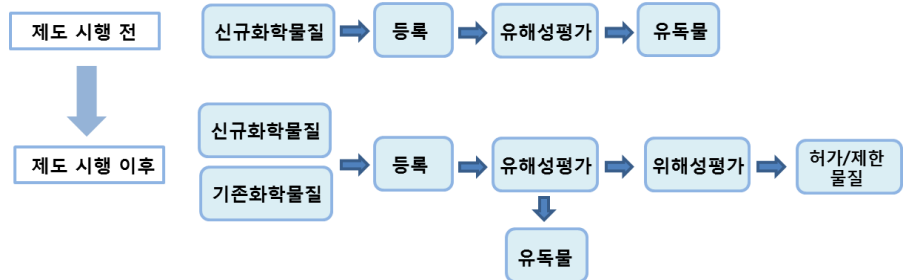 제도 시행 전
신규화학물질
등록
유해성평가
유독물
제도 시행 이후
신규화학물질
기존화학물질
등록
유해성평가
위해성평가
허가/제한
물질
유독물